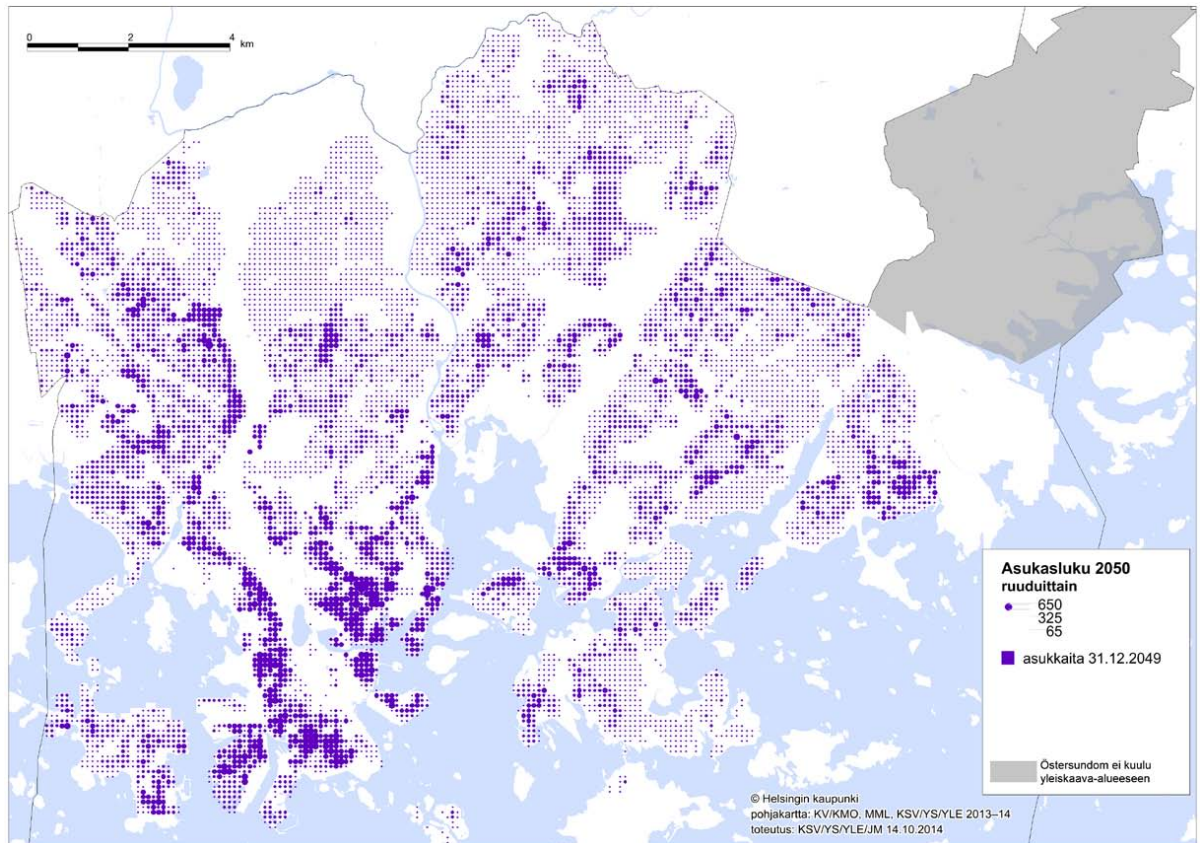 0 2 4 km
Asukasluku 2050
ruuduittain
650
325
65
asukkaita 31.12.2049
Östersundom ei kuulu
yleiskaava-alueeseen
© Helsingin kaupunki
pohjakartta: KV/KMO, MML, KSV/YS/YLE 2013–14
toteutus: KSV/YS/YLE/JM 14.10.2014